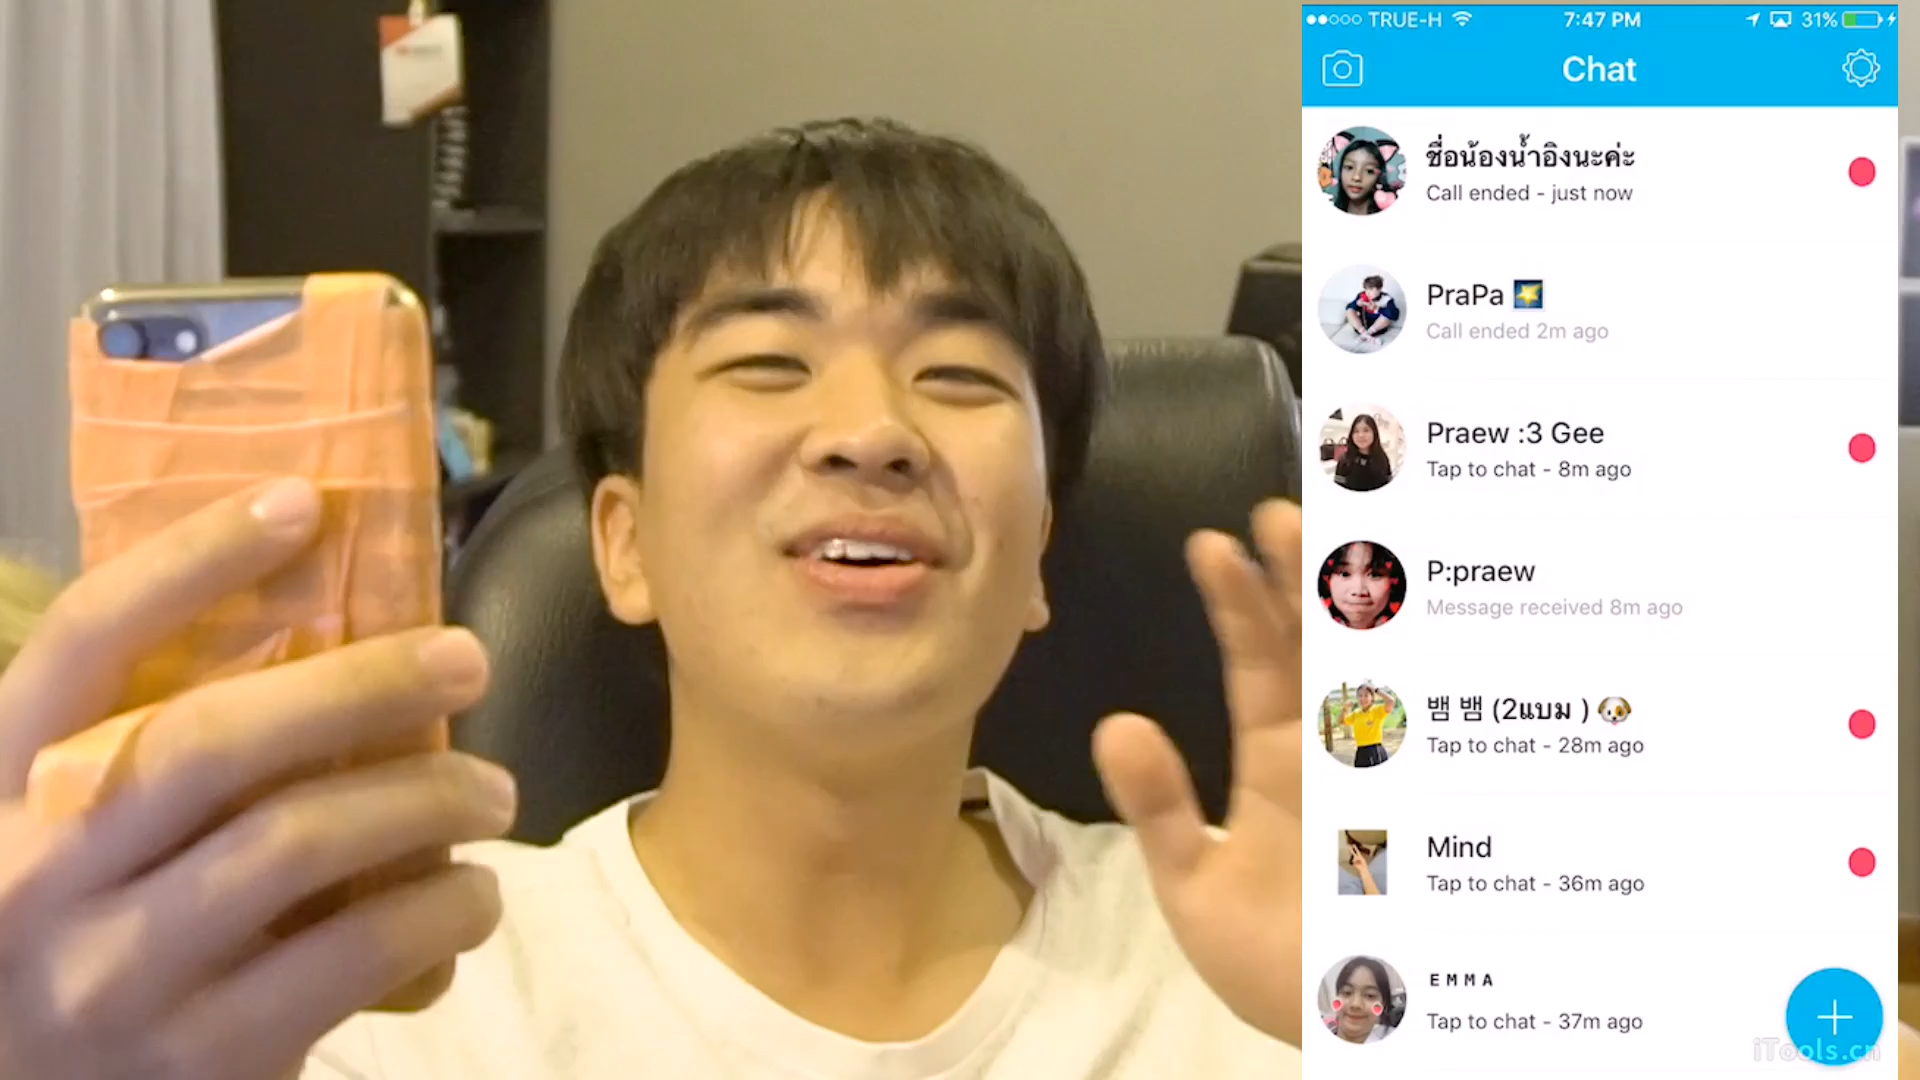 TRUE-H 7:47 PM 31%
Chat
ชื่อน้องน้ำอิงนะค่ะ
Call ended - just now
PraPa
Call ended 2m ago
Praew :3 Gee
Tap to chat - 8m ago
P:praew
Message received 8m ago
뱀 뱀 (2แบม )
Tap to chat - 28m ago
Mind
Tap to chat - 36m ago
EMMA
Tap to chat - 37m ago
iTools.cn